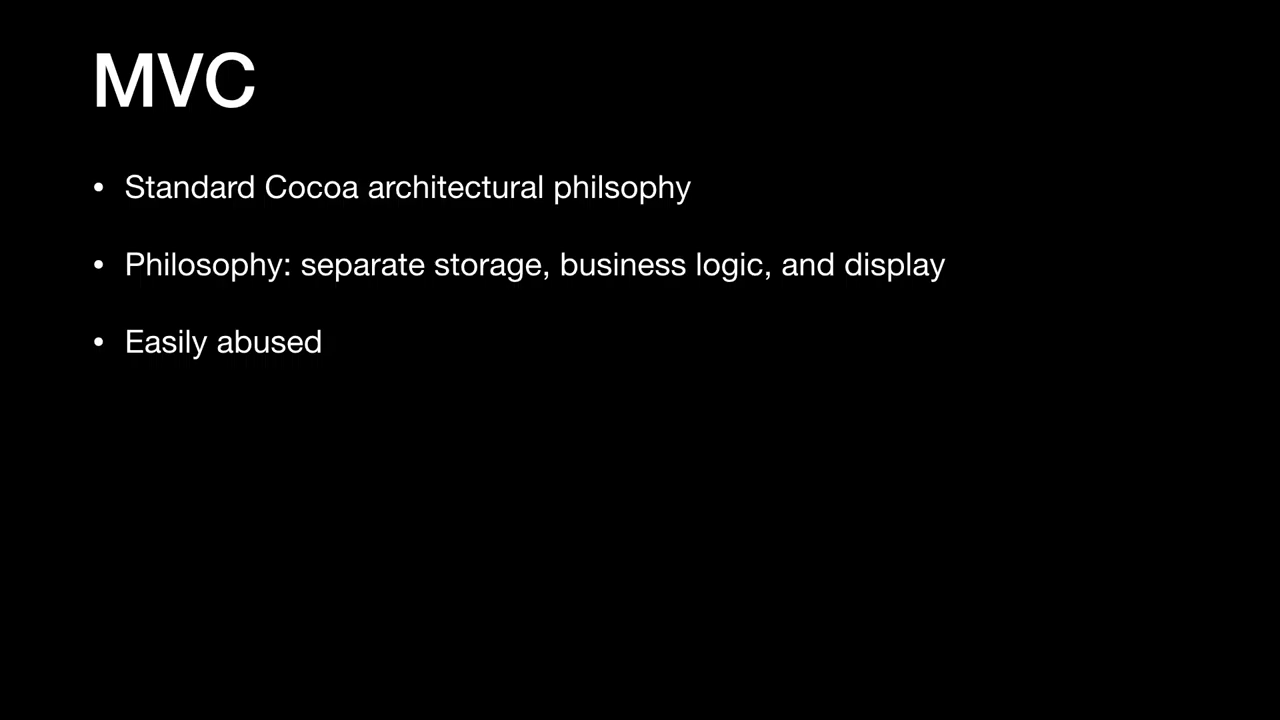 MVC
• Standard Cocoa architectural philsophy
• Philosophy: separate storage, business logic, and display
• Easily abused